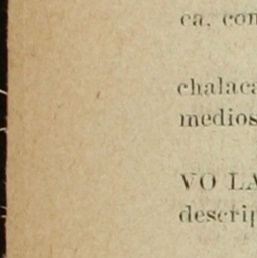 ca, con
chalaca
medios
VO LA
descrip